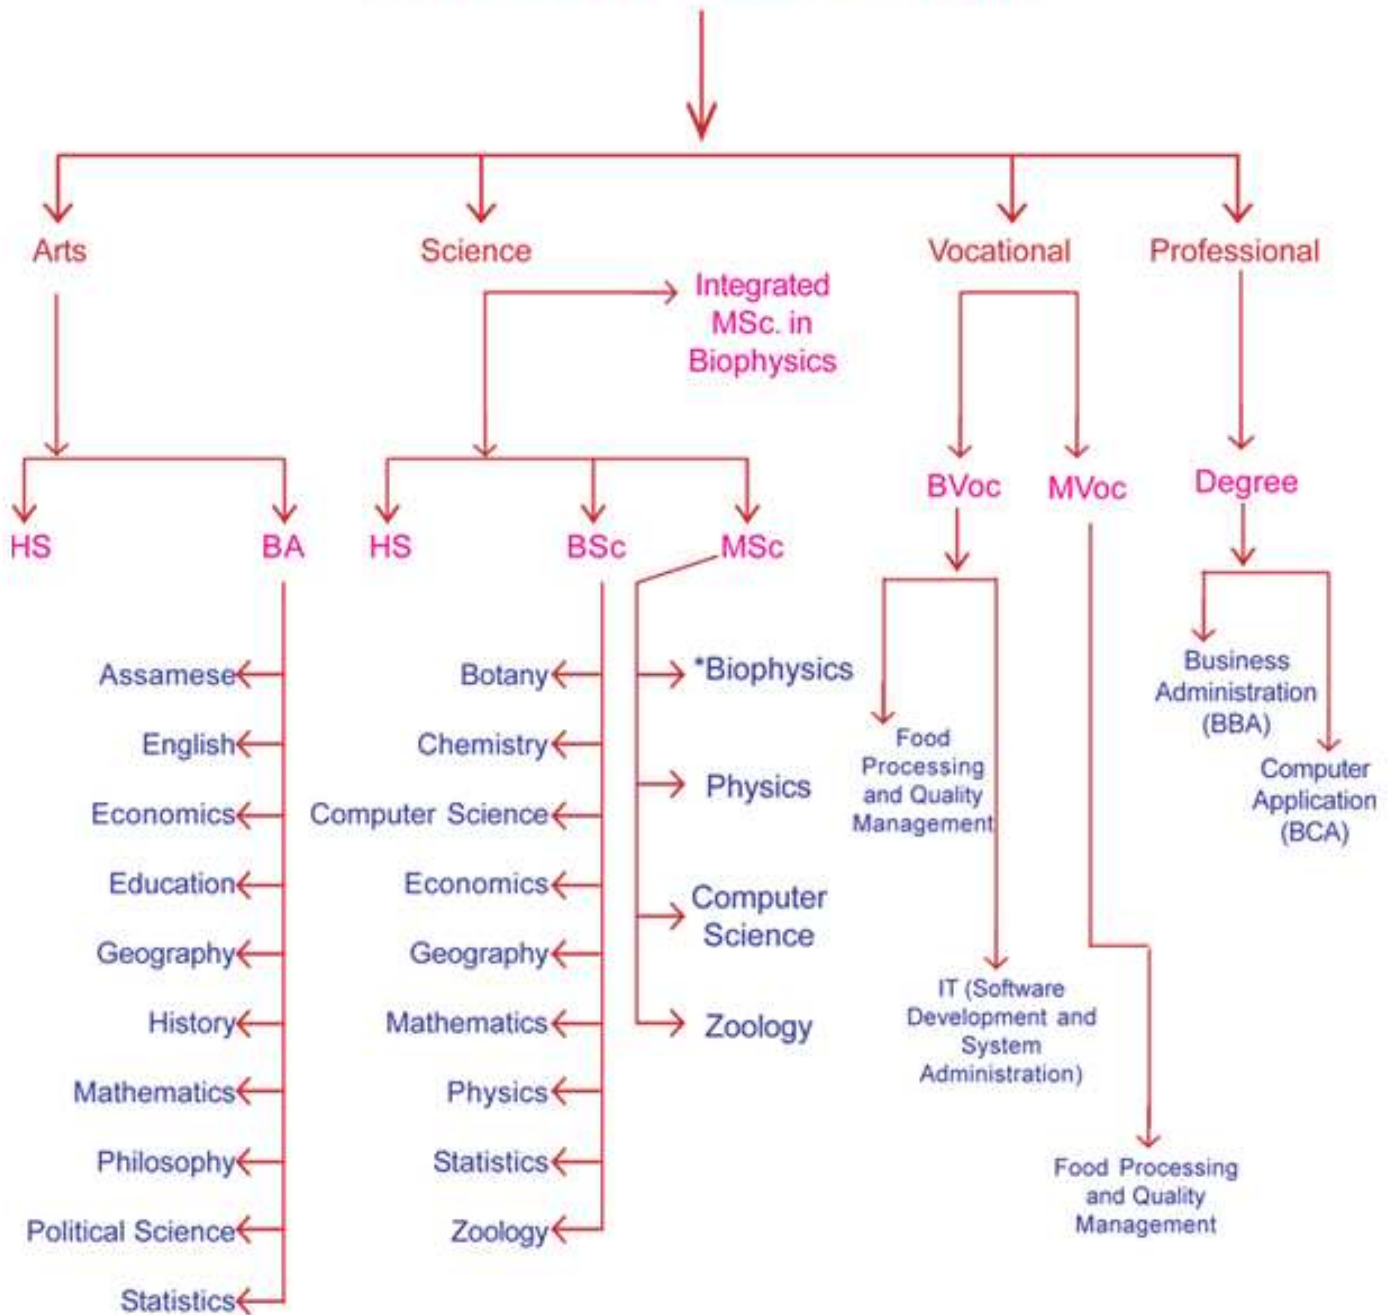 Arts
Science
Vocational
Professional
Integrated
MSc. in
Biophysics
HS
BA
HS
BSc
MSc
BVoc
MVoc
Degree
Assamese
English
Economics
Education
Geography
History
Mathematics
Philosophy
Political Science
Statistics
Botany
Chemistry
Computer Science
Economics
Geography
Mathematics
Physics
Statistics
Zoology
*Biophysics
Physics
Computer
Science
Zoology
Food
Processing
and Quality
Management
IT (Software
Development and
System
Administration)
Food Processing
and Quality
Management
Business
Administration
(BBA)
Computer
Application
(BCA)